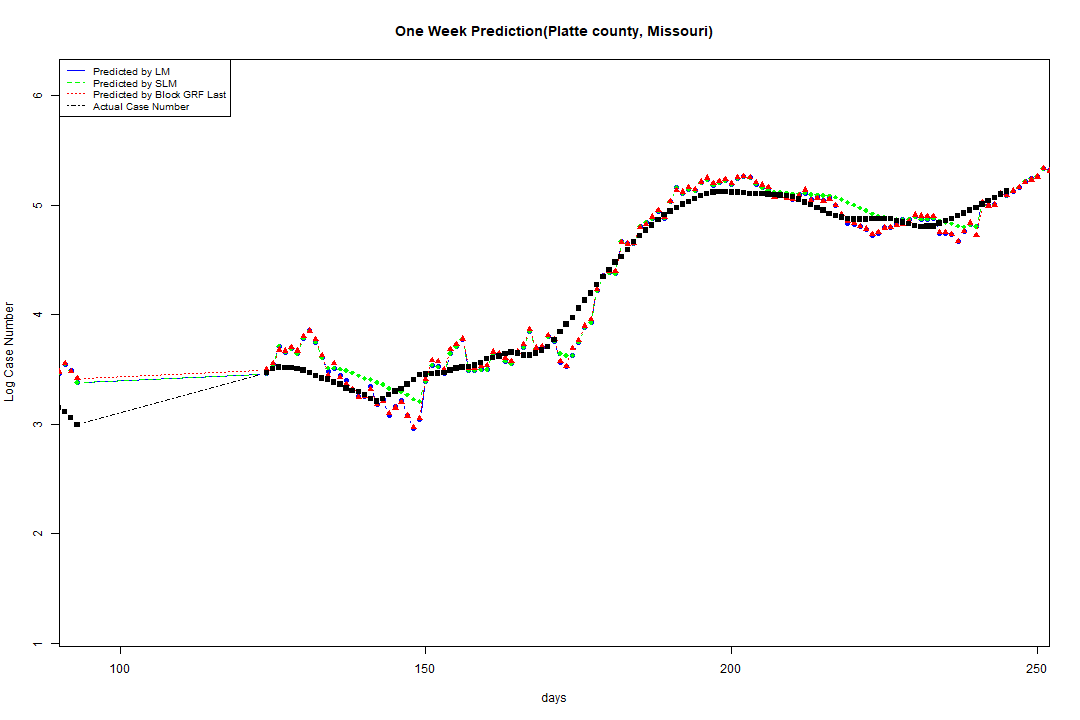 One Week Prediction(Platte county, Missouri)
Predicted by LM
Predicted by SLM
Predicted by Block GRF Last
Actual Case Number
6
5
4
3
2
1
Log Case Number
100 150 200 250
days